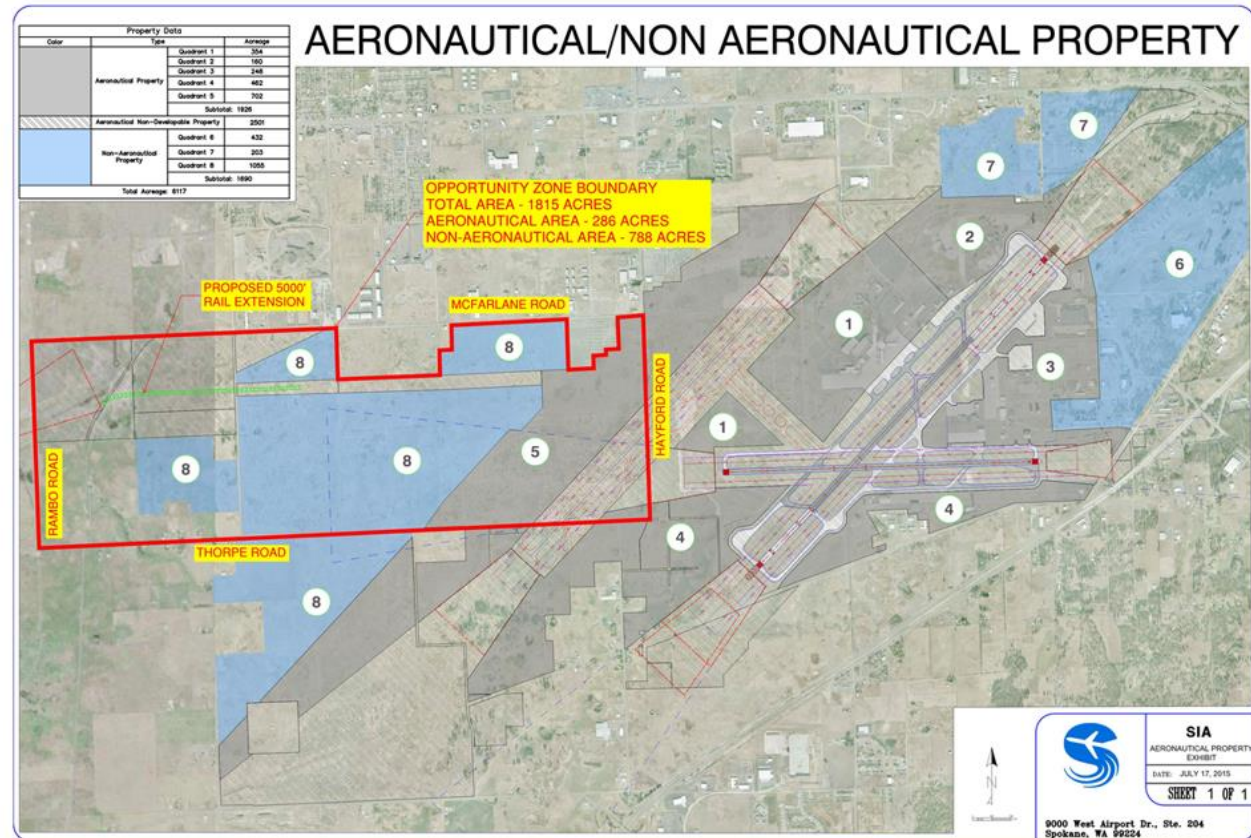 AERONAUTICAL/NON AERONAUTICAL PROPERTY
Property Data
Color Type Acreage
Aeronautical Property
Quadrant 1 354
Quadrant 2 160
Quadrant 3 248
Quadrant 4 462
Quadrant 5 702
Subtotal: 1926
Aeronautical Non-Developable Property 2501
Non-Aeronautical
Property
Quadrant 6 432
Quadrant 7 203
Quadrant 8 1055
Subtotal: 1690
Total Acreage: 6117
OPPORTUNITY ZONE BOUNDARY
TOTAL AREA - 1815 ACRES
AERONAUTICAL AREA - 286 ACRES
NON-AERONAUTICAL AREA - 788 ACRES
PROPOSED 5000'
RAIL EXTENSION
MCFARLANE ROAD
HAYFORD ROAD
RAMBO ROAD
THORPE ROAD
7
7
2
6
1
3
8
8
1
5
8
8
4
4
8
N
SIA
AERONAUTICAL PROPERTY
EXHIBIT
DATE: JULY 17, 2015
SHEET 1 OF 1
9000 West Airport Dr., Ste. 204
Spokane, WA 99224